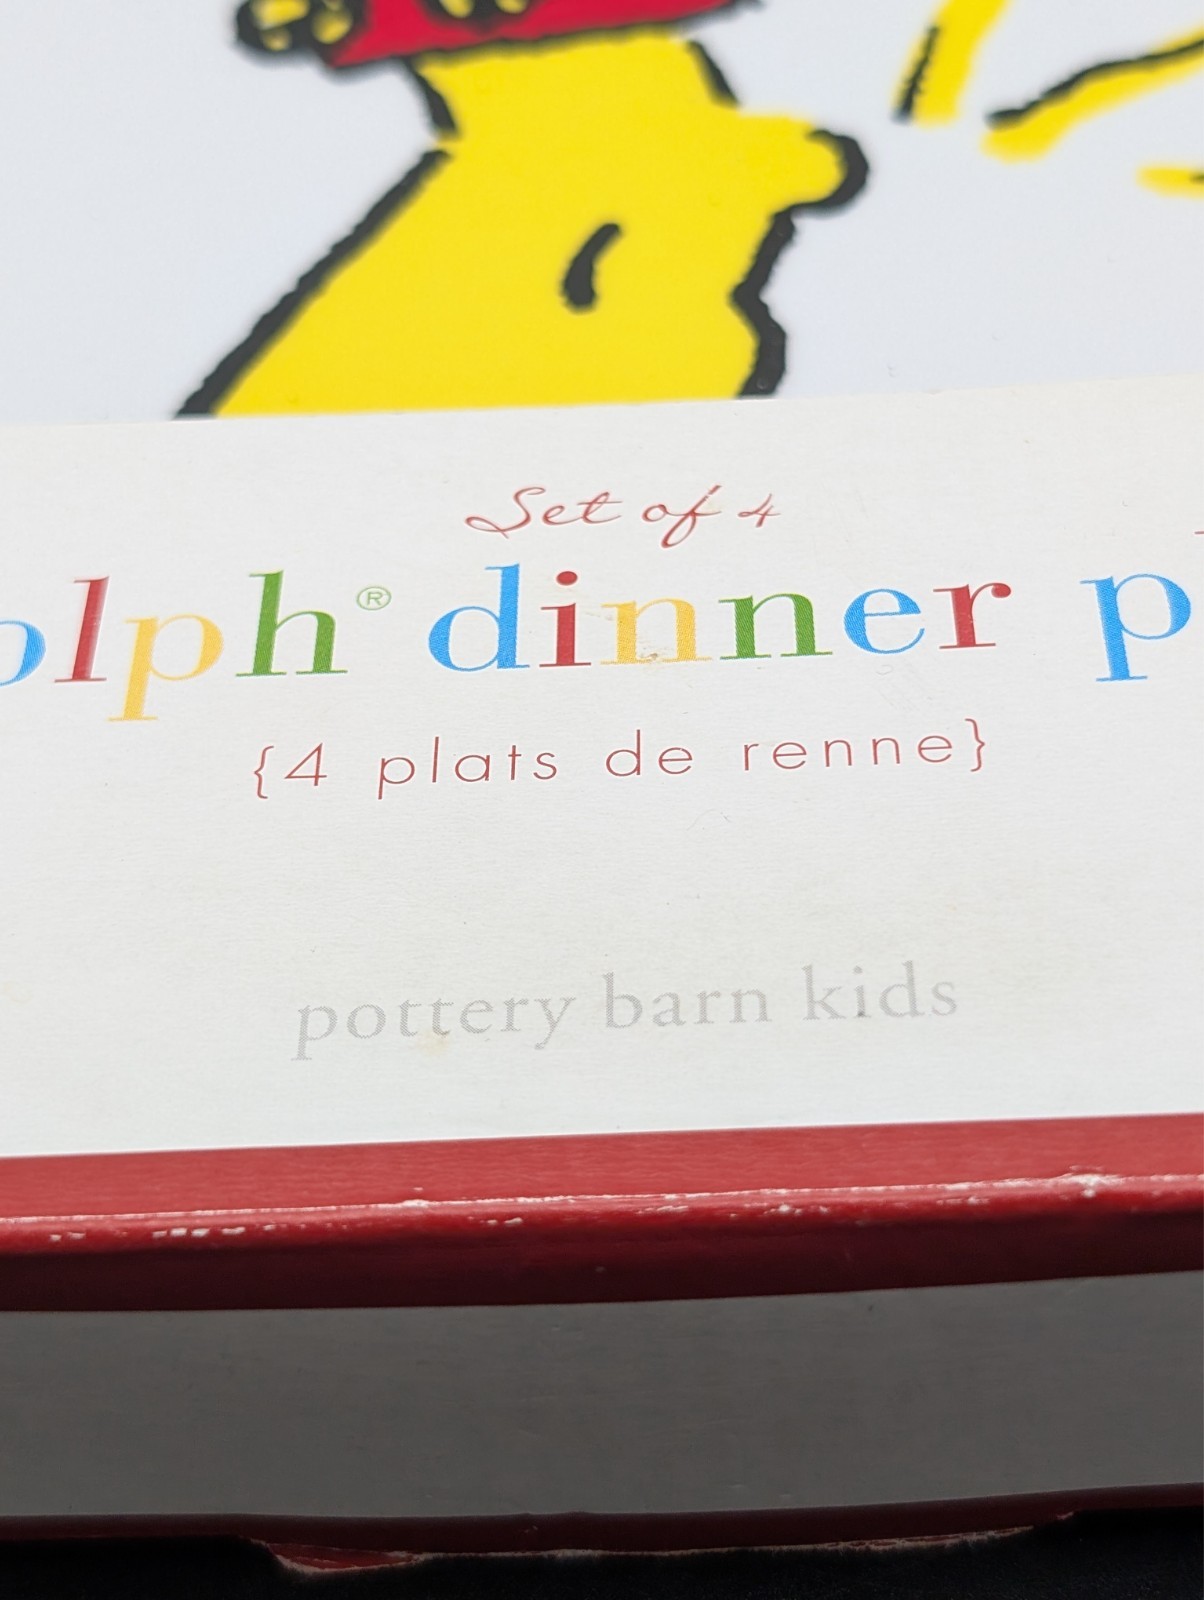 Set of 4
olph® dinner p
{4 plats de renne}
pottery barn kids